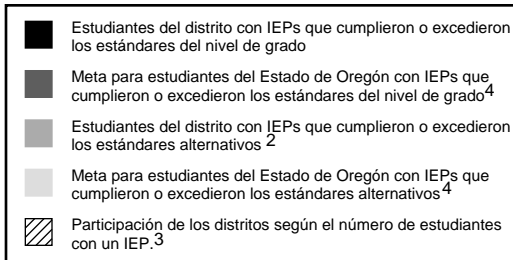 Estudiantes del distrito con IEPs que cumplieron o excedieron
los estándares del nivel de grado
Meta para estudiantes del Estado de Oregón con IEPs que
cumplieron o excedieron los estándares del nivel de grado4
Estudiantes del distrito con IEPs que cumplieron o excedieron
los estándares alternativos 2
Meta para estudiantes del Estado de Oregón con IEPs que
cumplieron o excedieron los estándares alternativos4
Participación de los distritos según el número de estudiantes
con un IEP.3